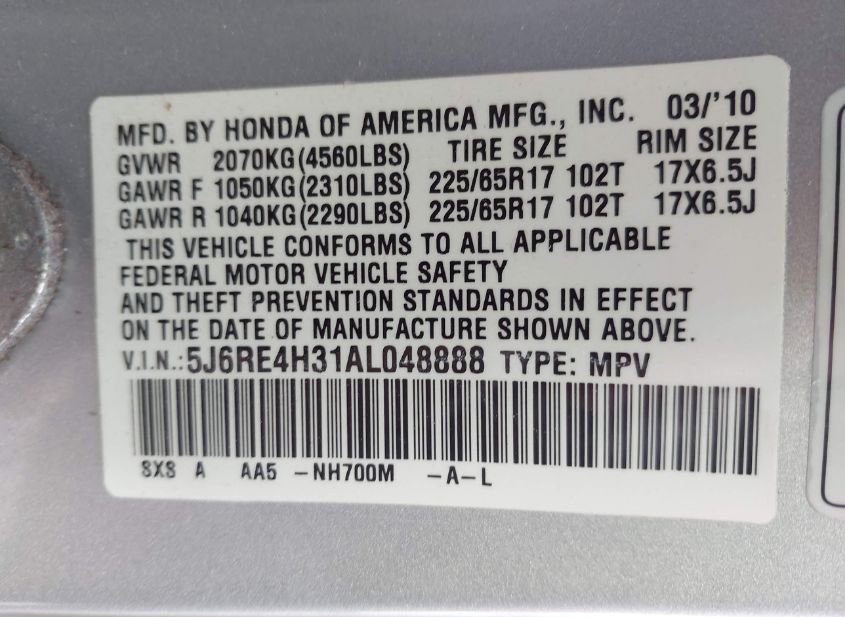 MFD. BY HONDA OF AMERICA MFG., INC. 03/'10
GVWR 2070KG(4560LBS) TIRE SIZE RIM SIZE
GAWR F 1050KG(2310LBS) 225/65R17 102T 17X6.5J
GAWR R 1040KG(2290LBS) 225/65R17 102T 17X6.5J
THIS VEHICLE CONFORMS TO ALL APPLICABLE
FEDERAL MOTOR VEHICLE SAFETY
AND THEFT PREVENTION STANDARDS IN EFFECT
ON THE DATE OF MANUFACTURE SHOWN ABOVE.
V.I.N.:5J6RE4H31AL048888 TYPE: MPV
SXS A AA5 -NH700M -A-L